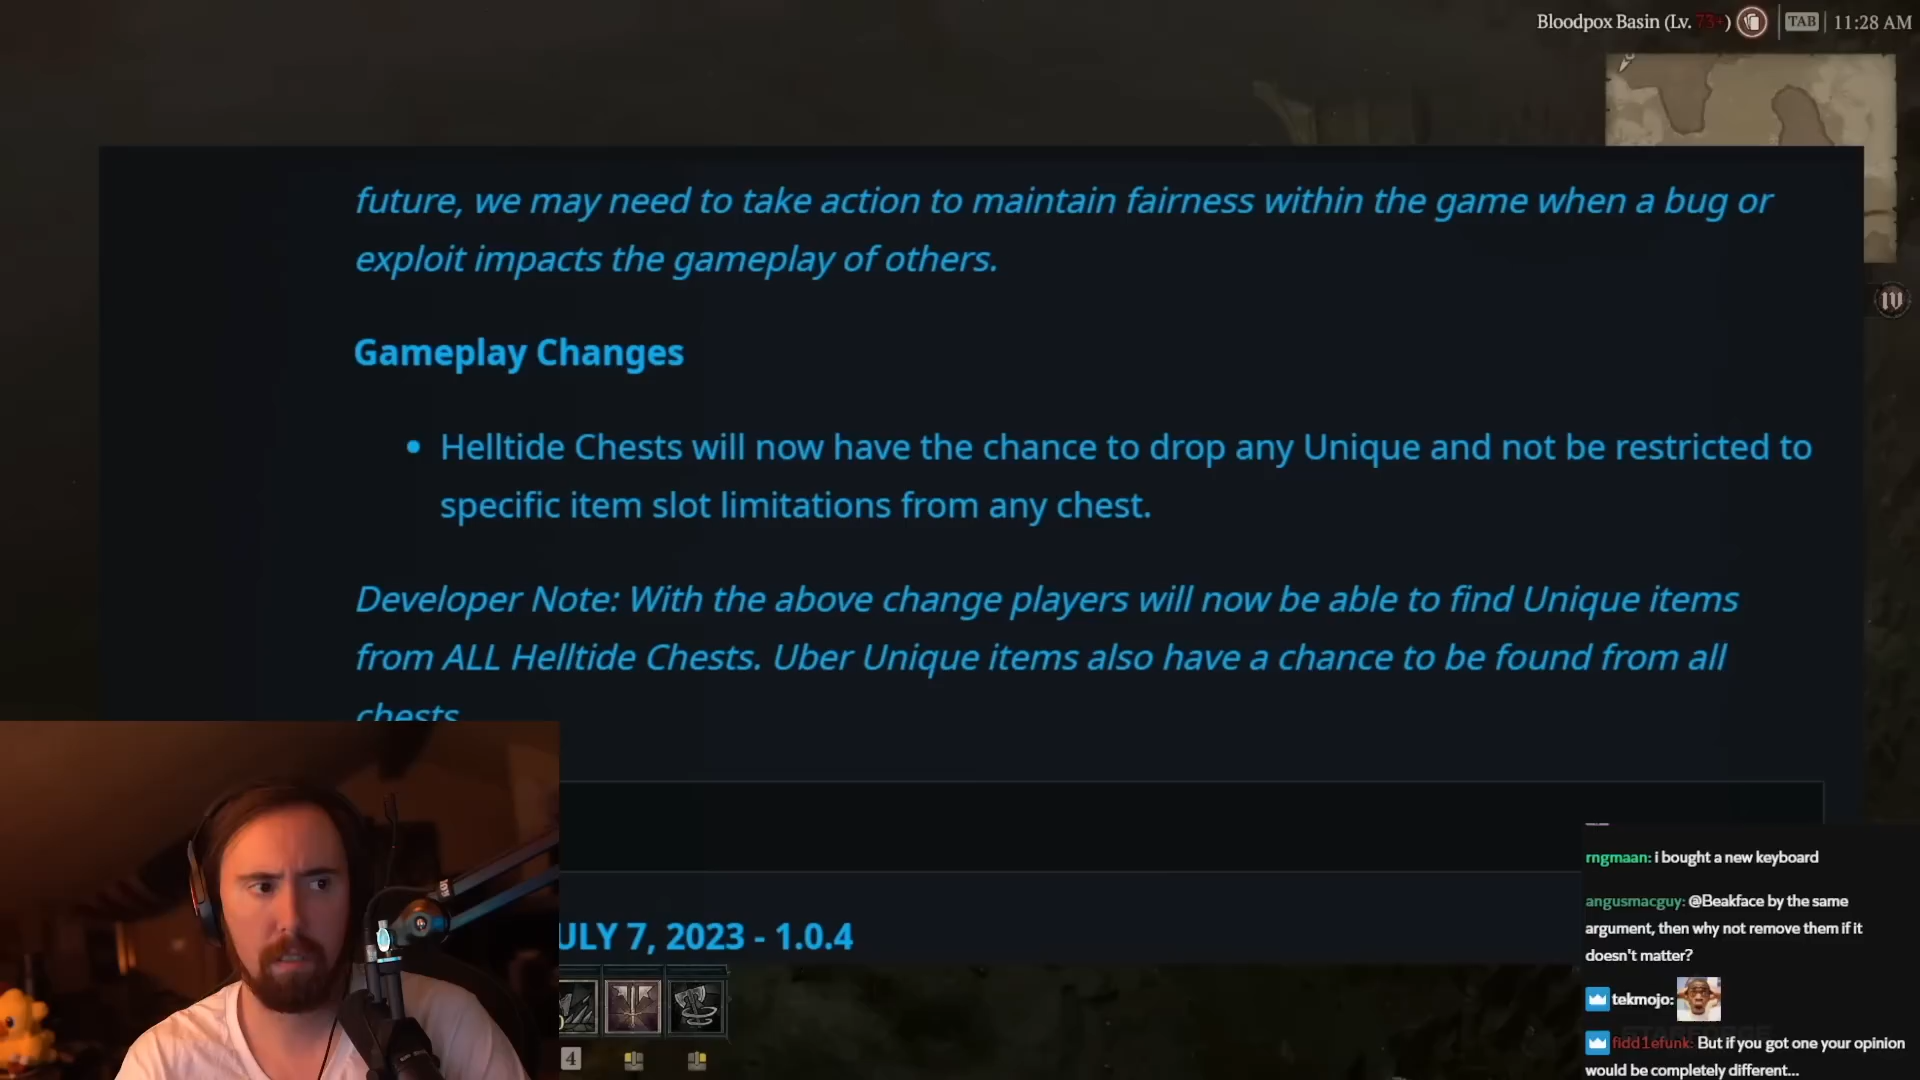 Bloodpox Basin (Lv. 73+) TAB 11:28 AM
future, we may need to take action to maintain fairness within the game when a bug or
exploit impacts the gameplay of others.
Gameplay Changes
• Helltide Chests will now have the chance to drop any Unique and not be restricted to
specific item slot limitations from any chest.
Developer Note: With the above change players will now be able to find Unique items
from ALL Helltide Chests. Uber Unique items also have a chance to be found from all
chests
ULY 7, 2023 - 1.0.4
4
rngmaan: i bought a new keyboard
angusmacguy: @Beakface by the same
argument, then why not remove them if it
doesn't matter?
tekmojo:
fidd1efunk: But if you got one your opinion
would be completely different...